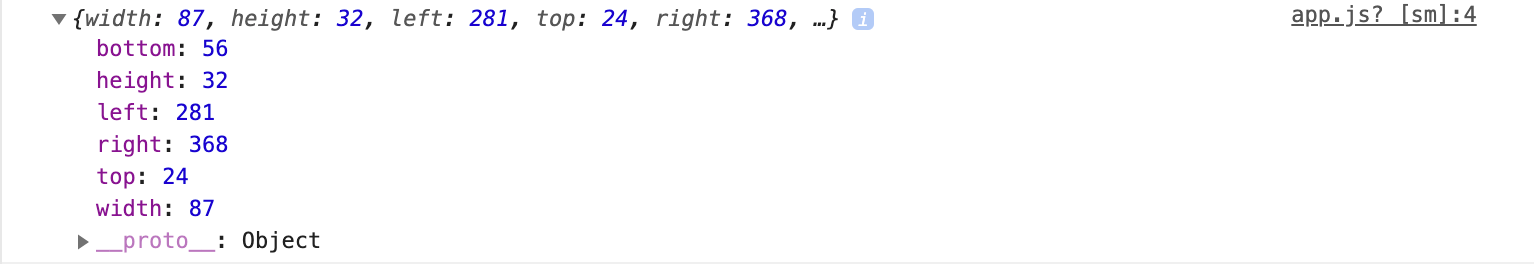 ▼{width: 87, height: 32, left: 281, top: 24, right: 368, …} i app.js? [sm]:4
bottom: 56
height: 32
left: 281
right: 368
top: 24
width: 87
▶__proto__: Object